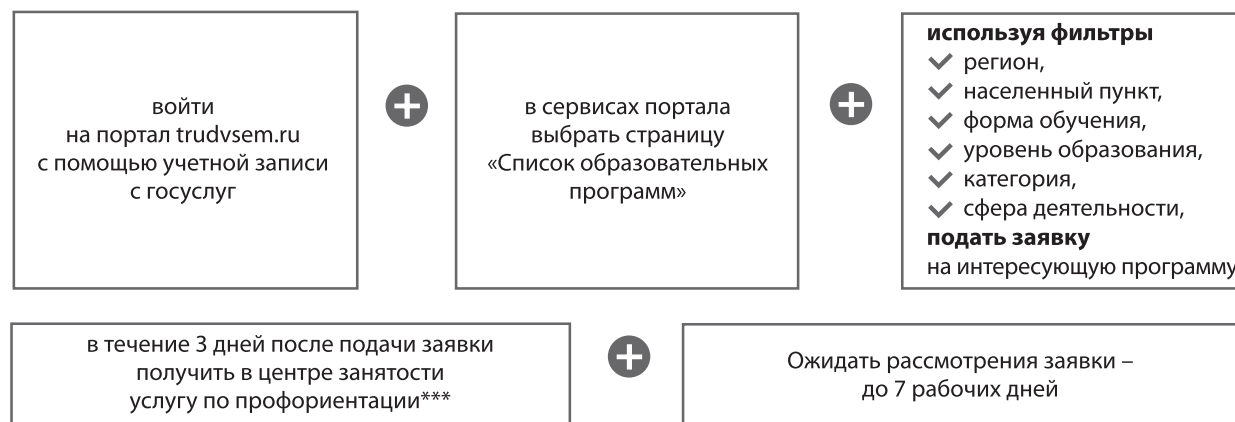 войти
на портал trudvsem.ru
с помощью учетной записи
с госуслуг
в сервисах портала
выбрать страницу
«Список образовательных
программ»
используя фильтры
регион,
населенный пункт,
форма обучения,
уровень образования,
категория,
сфера деятельности,
подать заявку
на интересующую программу
в течение 3 дней после подачи заявки
получить в центре занятости
услугу по профориентации***
Ожидать рассмотрения заявки –
до 7 рабочих дней